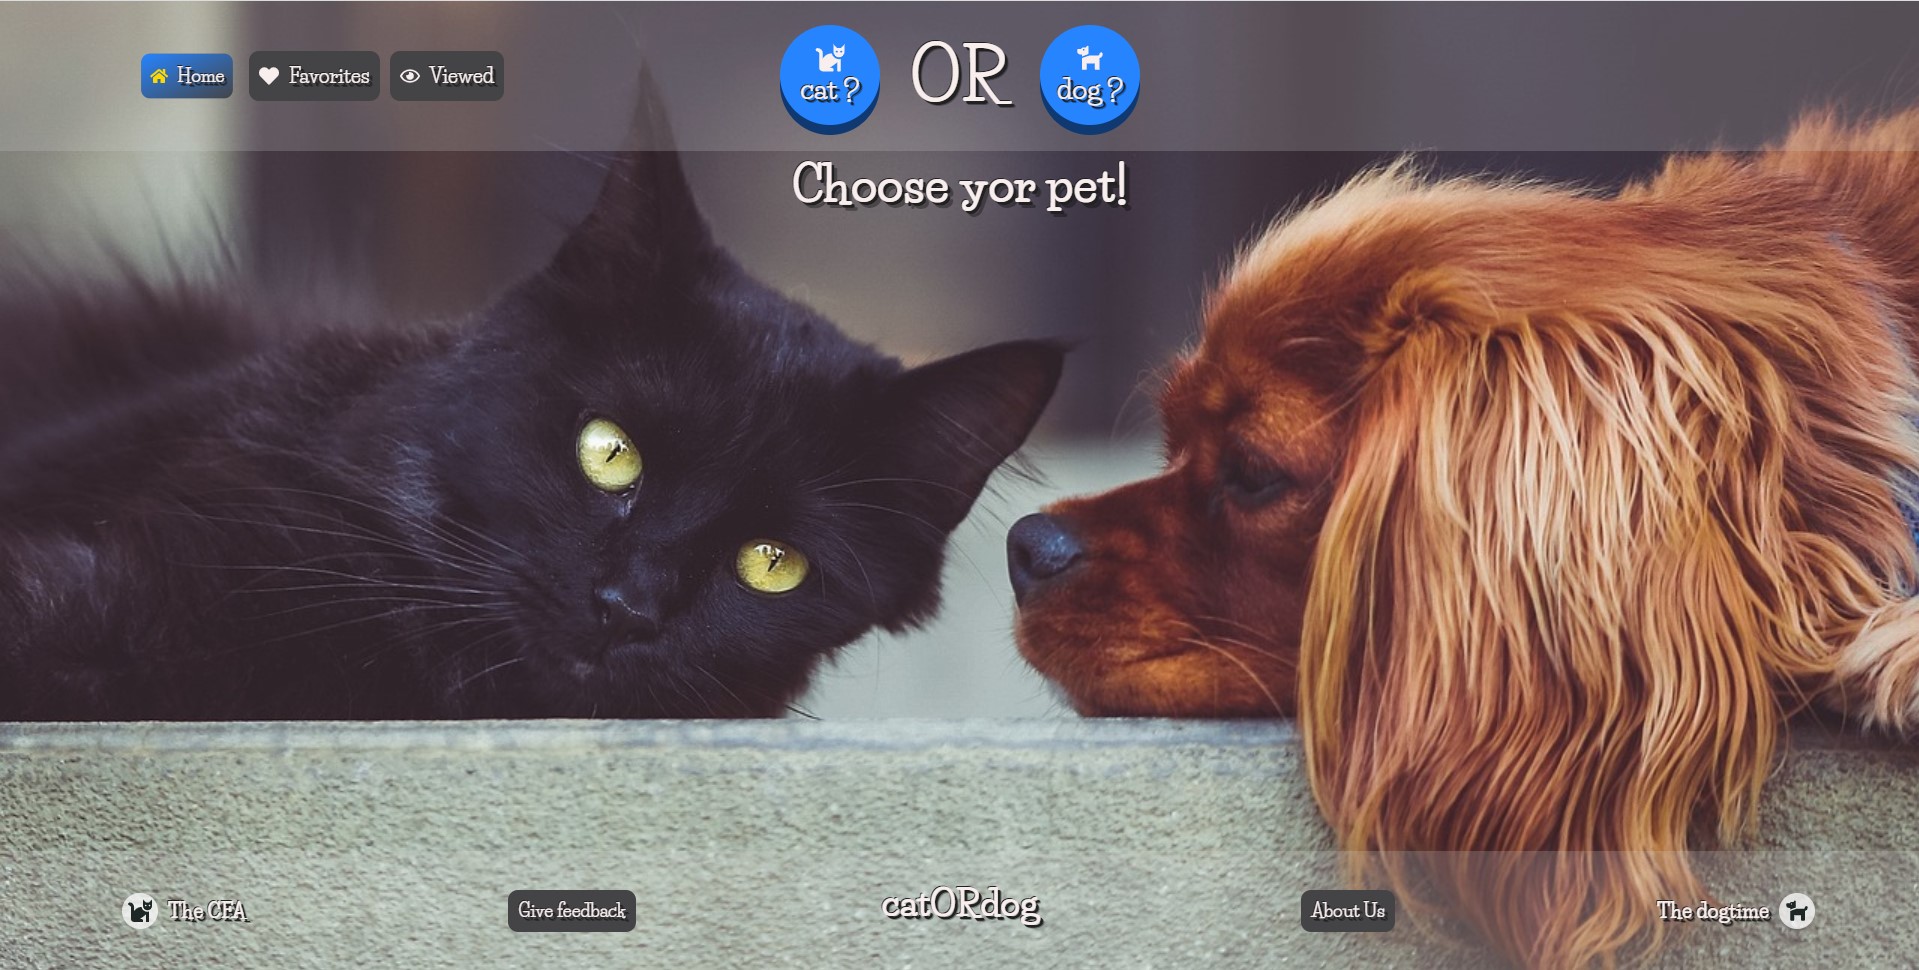 Home
Favorites
Viewed
cat ?
OR
dog ?
Choose yor pet!
The CFA
Give feedback
catORdog
About Us
The dogtime